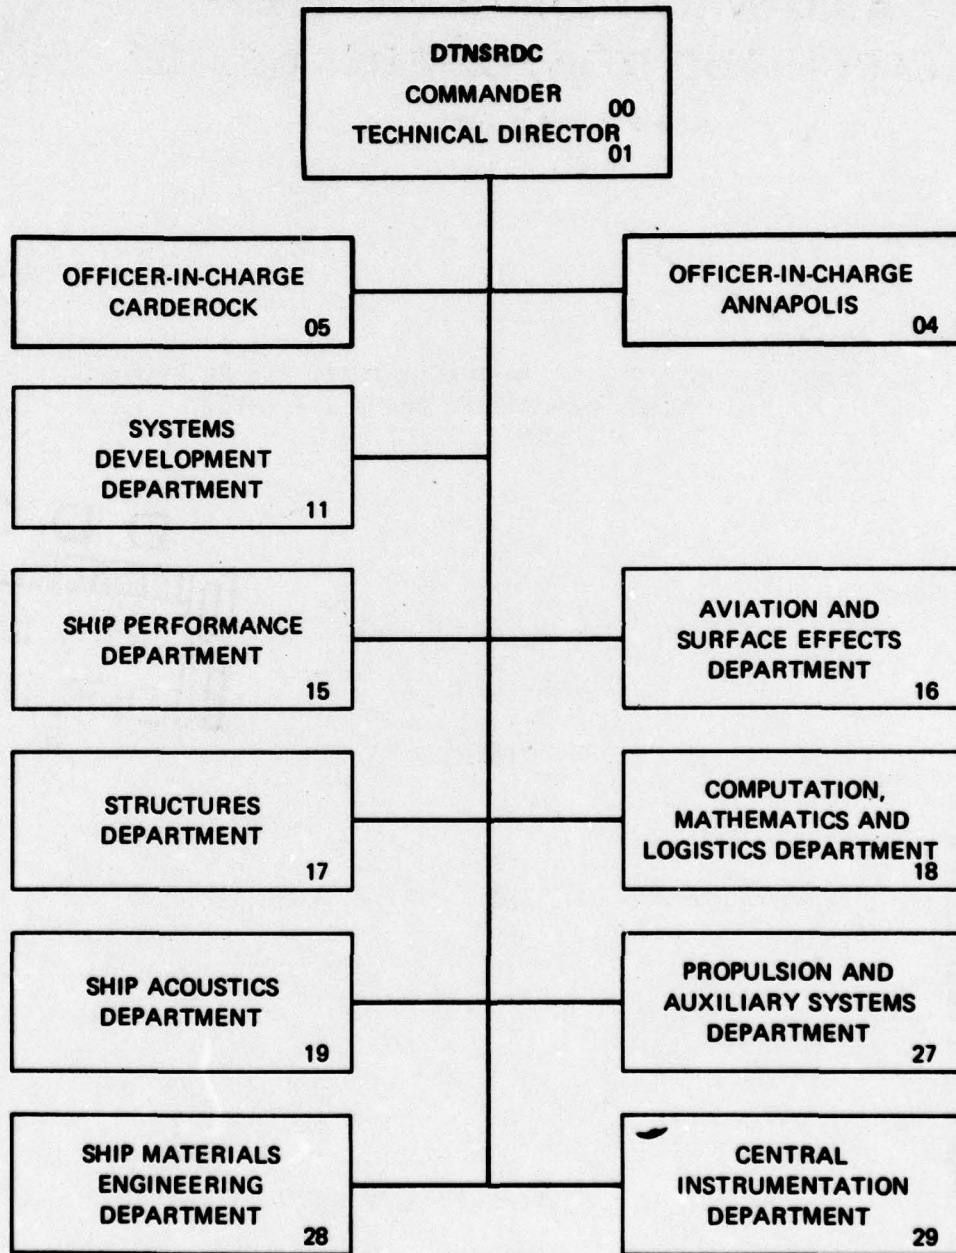 DTNSRDC
COMMANDER 00
TECHNICAL DIRECTOR 01
OFFICER-IN-CHARGE
CARDEROCK
05
OFFICER-IN-CHARGE
ANNAPOLIS
04
SYSTEMS
DEVELOPMENT
DEPARTMENT
11
SHIP PERFORMANCE
DEPARTMENT
15
AVIATION AND
SURFACE EFFECTS
DEPARTMENT
16
STRUCTURES
DEPARTMENT
17
COMPUTATION,
MATHEMATICS AND
LOGISTICS DEPARTMENT
18
SHIP ACOUSTICS
DEPARTMENT
19
PROPULSION AND
AUXILIARY SYSTEMS
DEPARTMENT
27
SHIP MATERIALS
ENGINEERING
DEPARTMENT
28
CENTRAL
INSTRUMENTATION
DEPARTMENT
29